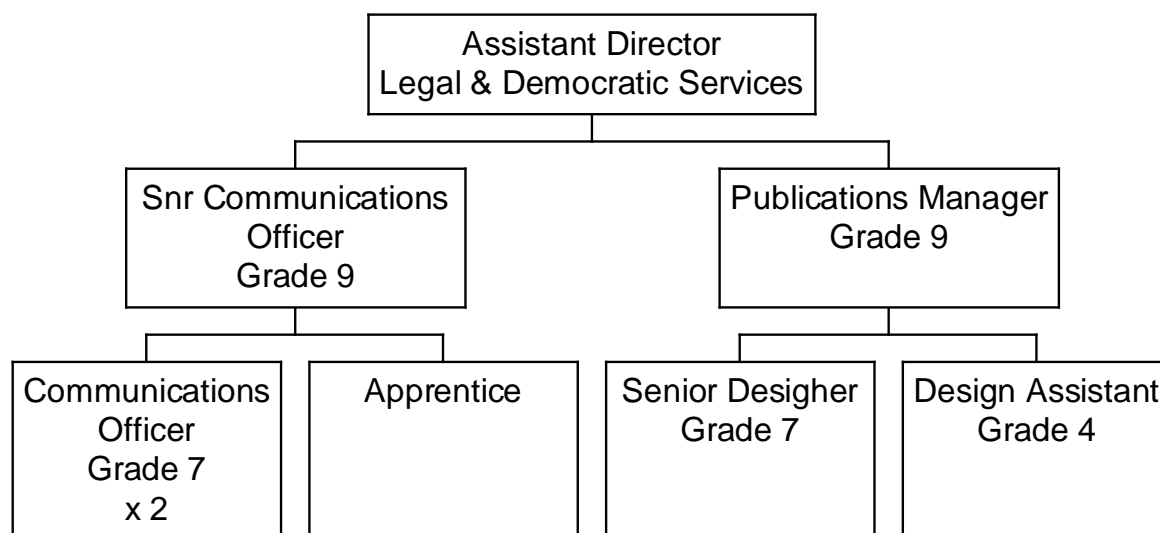 Assistant Director
Legal & Democratic Services
Snr Communications
Officer
Grade 9
Publications Manager
Grade 9
Communications
Officer
Grade 7
x 2
Apprentice
Senior Desigher
Grade 7
Design Assistant
Grade 4